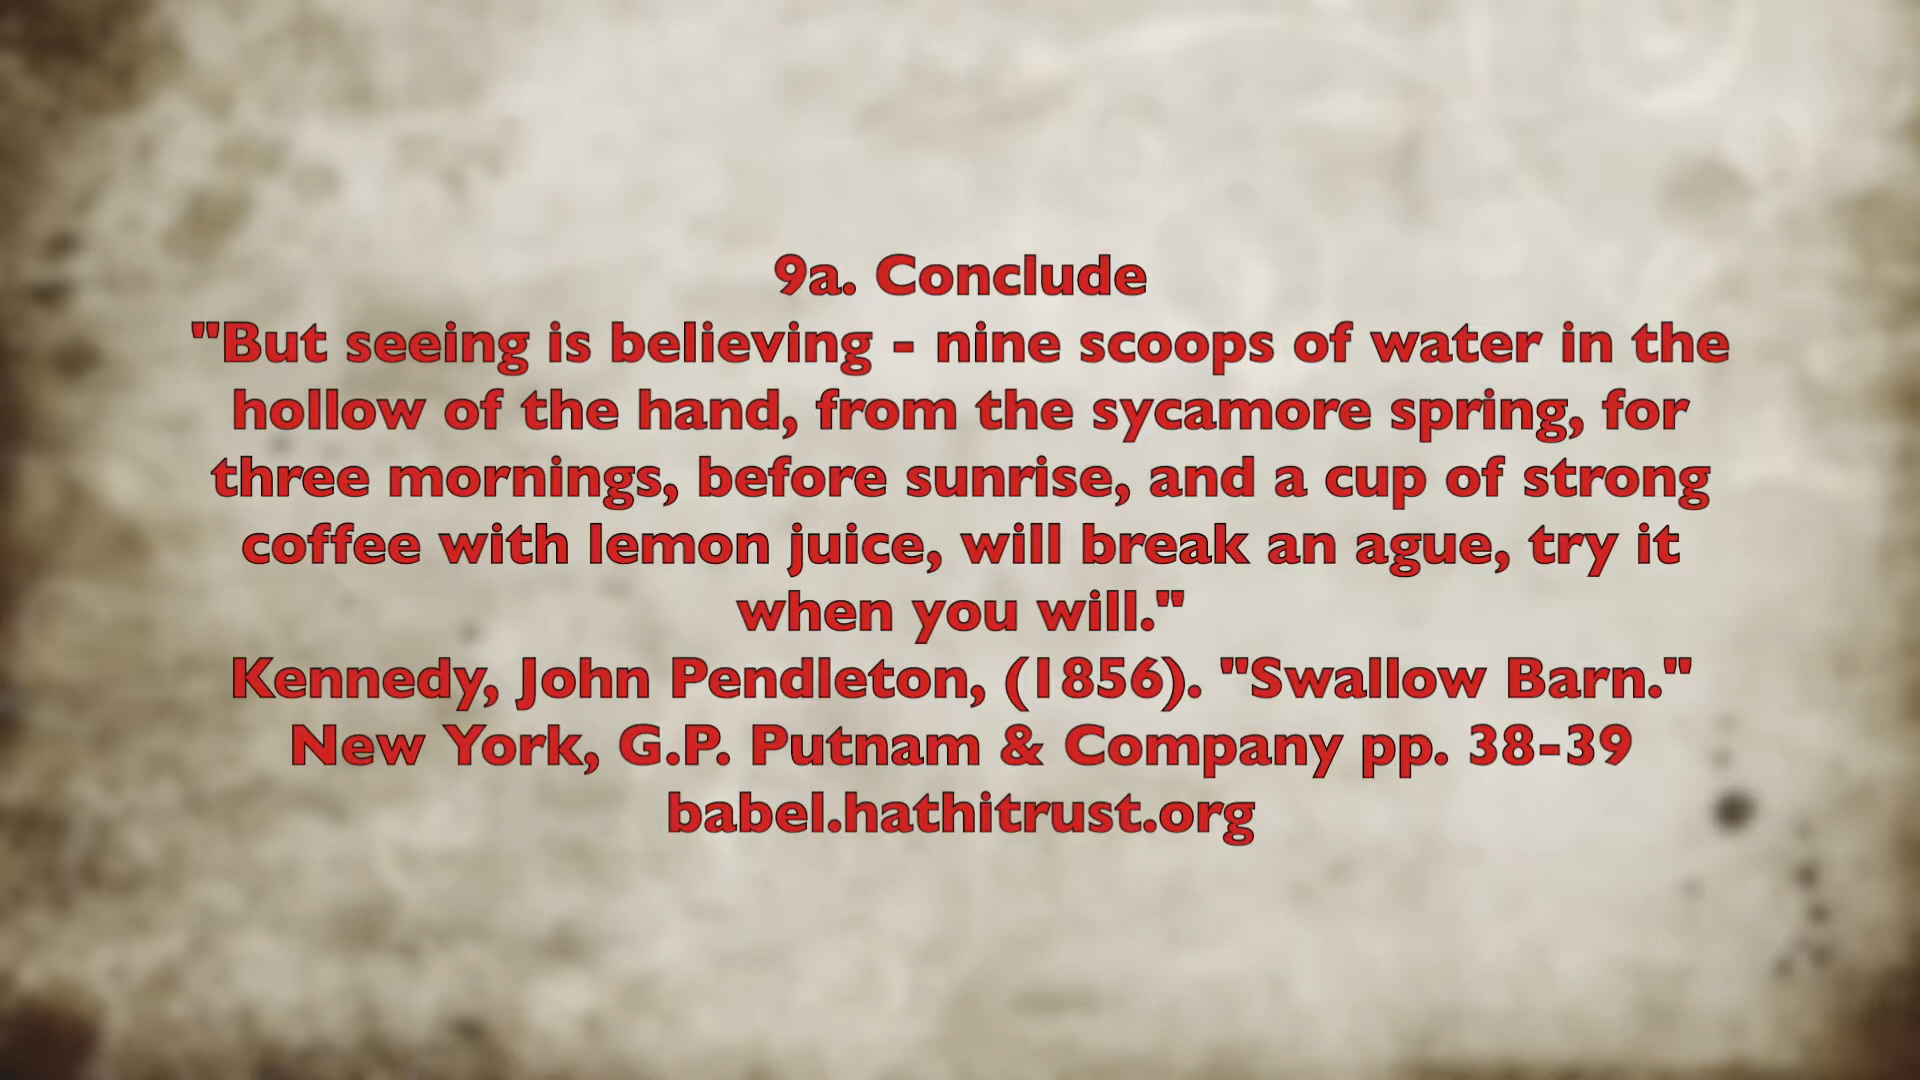 9a. Conclude
"But seeing is believing - nine scoops of water in the
hollow of the hand, from the sycamore spring, for
three mornings, before sunrise, and a cup of strong
coffee with lemon juice, will break an ague, try it
when you will."
Kennedy, John Pendleton, (1856). "Swallow Barn."
New York, G.P. Putnam & Company pp. 38-39
babel.hathitrust.org